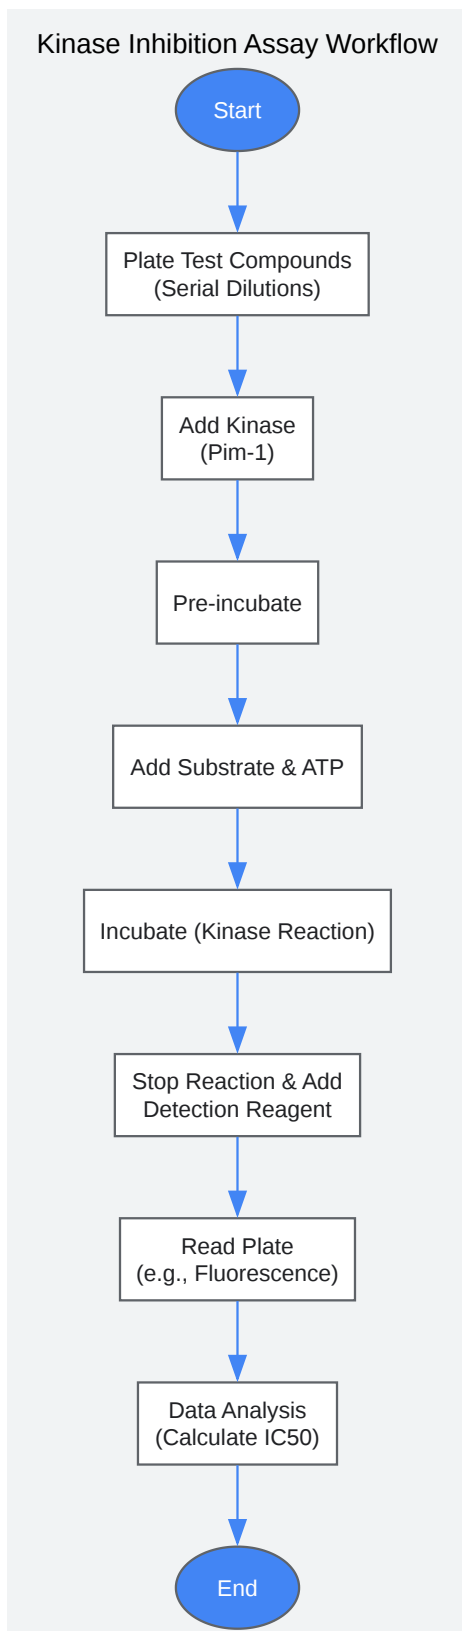 Kinase Inhibition Assay Workflow
Start
Plate Test Compounds
(Serial Dilutions)
Add Kinase
(Pim-1)
Pre-incubate
Add Substrate & ATP
Incubate (Kinase Reaction)
Stop Reaction & Add
Detection Reagent
Read Plate
(e.g., Fluorescence)
Data Analysis
(Calculate IC50)
End